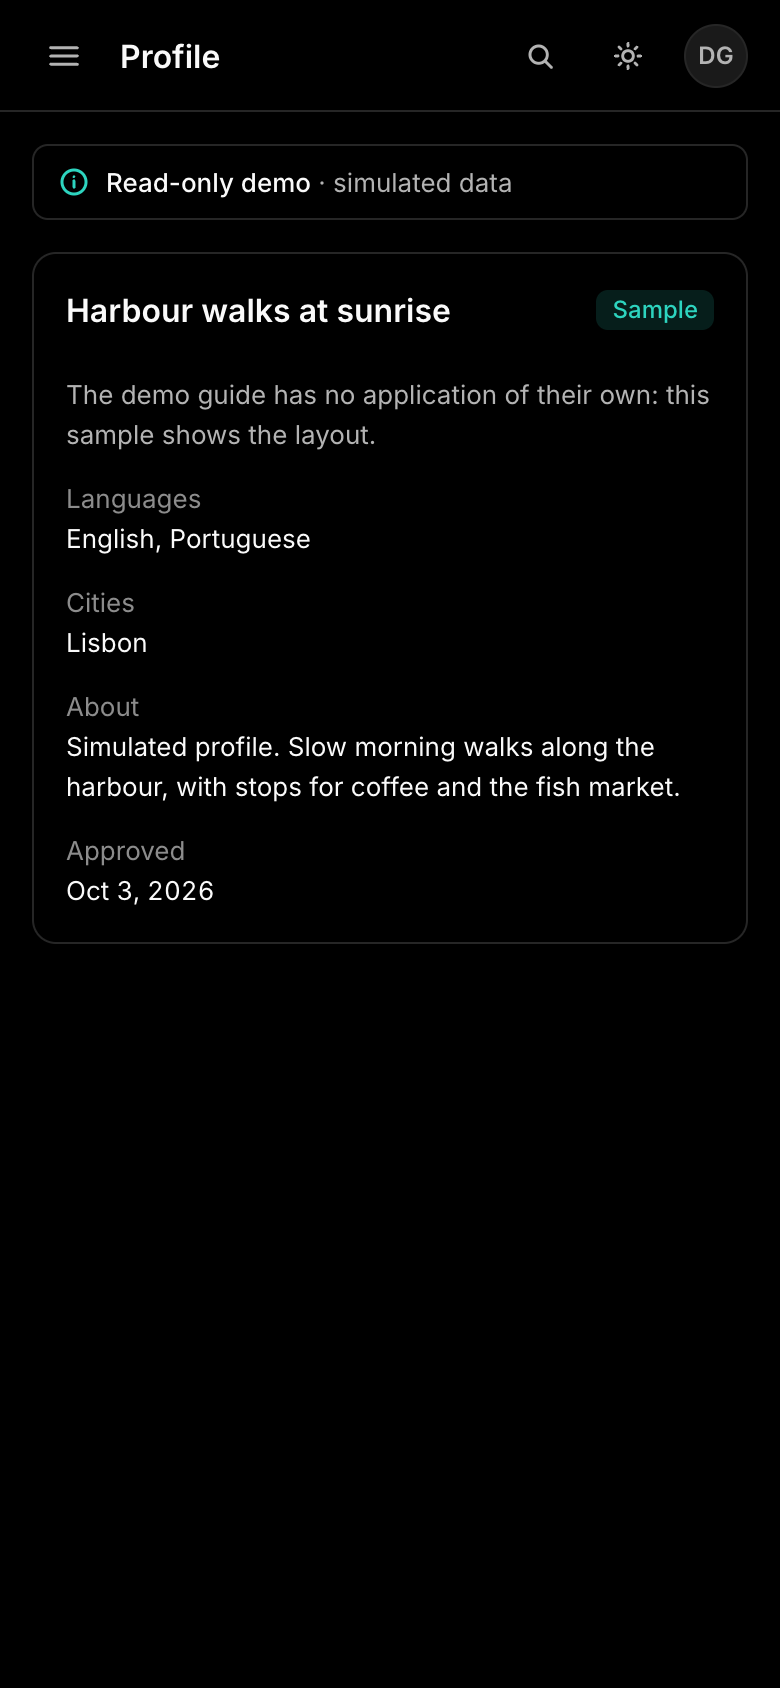 Profile
DG
Read-only demo · simulated data
Harbour walks at sunrise
Sample
The demo guide has no application of their own: this
sample shows the layout.
Languages
English, Portuguese
Cities
Lisbon
About
Simulated profile. Slow morning walks along the
harbour, with stops for coffee and the fish market.
Approved
Oct 3, 2026